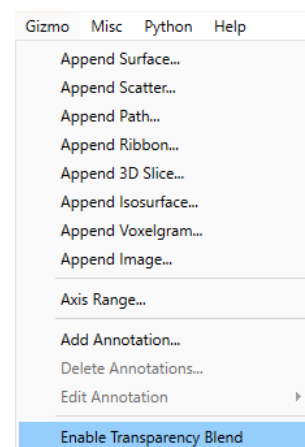 Gizmo Misc Python Help
Append Surface...
Append Scatter...
Append Path...
Append Ribbon...
Append 3D Slice...
Append Isosurface...
Append Voxelgram...
Append Image...
Axis Range...
Add Annotation...
Delete Annotations...
Edit Annotation
Enable Transparency Blend